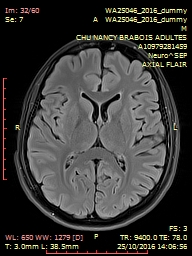 Im: 32/60 WA25046_2016_dummy
Se: 7 A WA25046_2016_dummy
M
CHU NANCY BRABOIS ADULTES
A10979281459
Neuro^SEP
AXIAL FLAIR
R L
FS: 3
WL: 650 WW: 1279 [D] P TR: 9400.0 TE: 78.0
T: 3.0mm L: 38.5mm 25/10/2016 14:06:56